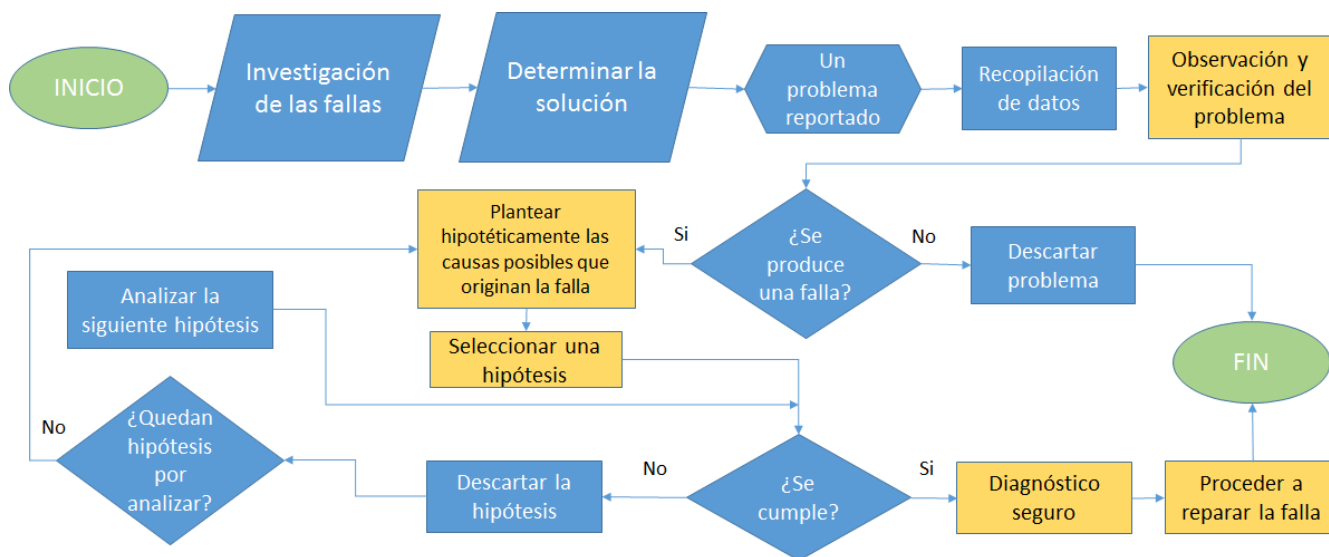 INICIO
Investigación
de las fallas
Determinar la
solución
Un
problema
reportado
Recopilación
de datos
Observación y
verificación del
problema
¿Se
produce
una falla?
Si
No
Plantear
hipotéticamente las
causas posibles que
originan la falla
Descartar
problema
Analizar la
siguiente hipótesis
Seleccionar una
hipótesis
FIN
¿Quedan
hipótesis
por
analizar?
No
Descartar la
hipótesis
No
¿Se
cumple?
Si
Diagnóstico
seguro
Proceder a
reparar la falla